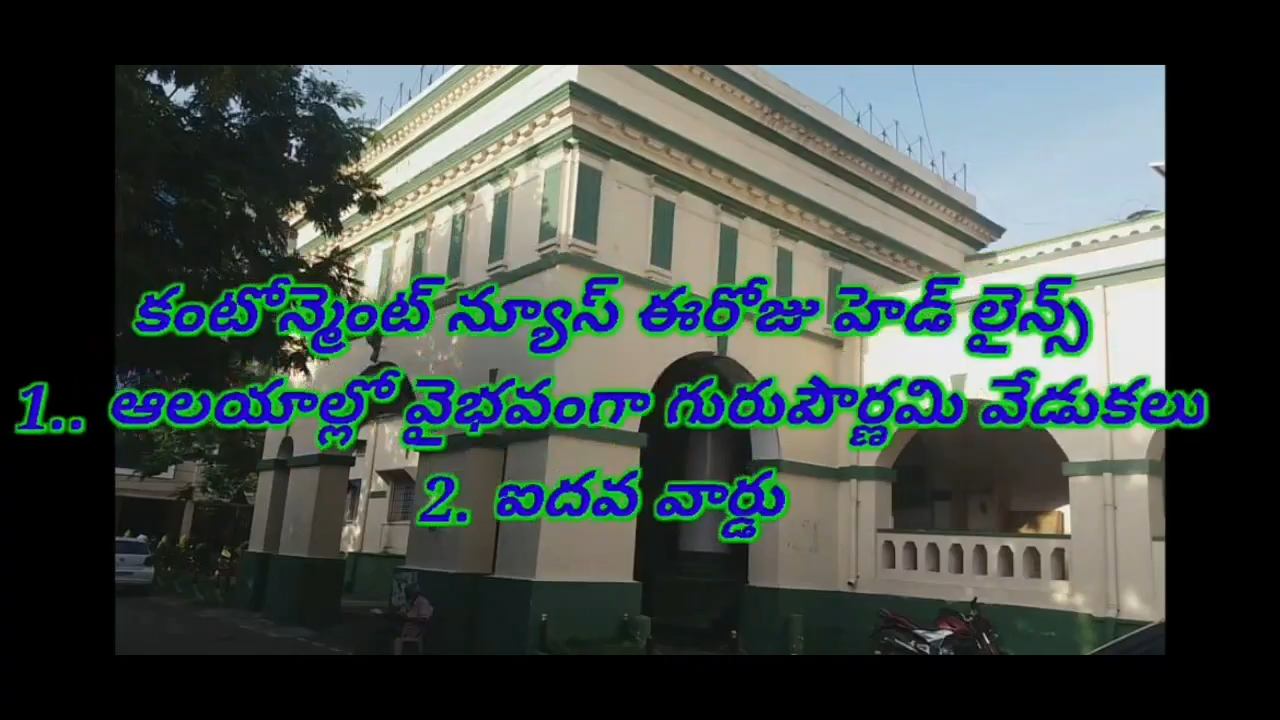 కంటోన్మెంట్ న్యూస్ ఈరోజు హెడ్ లైన్స్
1.. ఆలయాల్లో వైభవంగా గురుపౌర్ణమి వేడుకలు
2. ఐదవ వార్డు